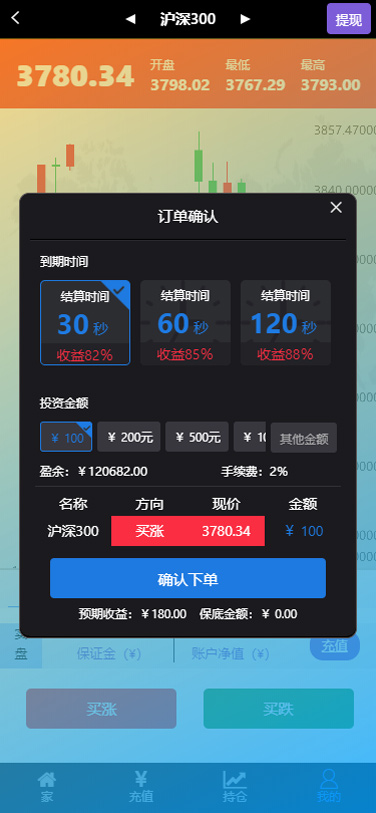 沪深300
提现
3780.34
开盘 最低 最高
3798.02 3767.29 3793.00
3857.47000
3840.00000
订单确认
到期时间
结算时间 结算时间 结算时间
30 秒 60 秒 120 秒
收益82% 收益85% 收益88%
投资金额
¥ 100 ¥ 200元 ¥ 500元 ¥ 10 其他金额
盈余: ¥120682.00 手续费: 2%
名称 方向 现价 金额
沪深300 买涨 3780.34 ¥ 100
确认下单
预期收益: ¥180.00 保底金额: ¥ 0.00
盘 保证金 (¥) 账户净值 (¥) 充值
买涨 买跌
家 充值 持仓 我的